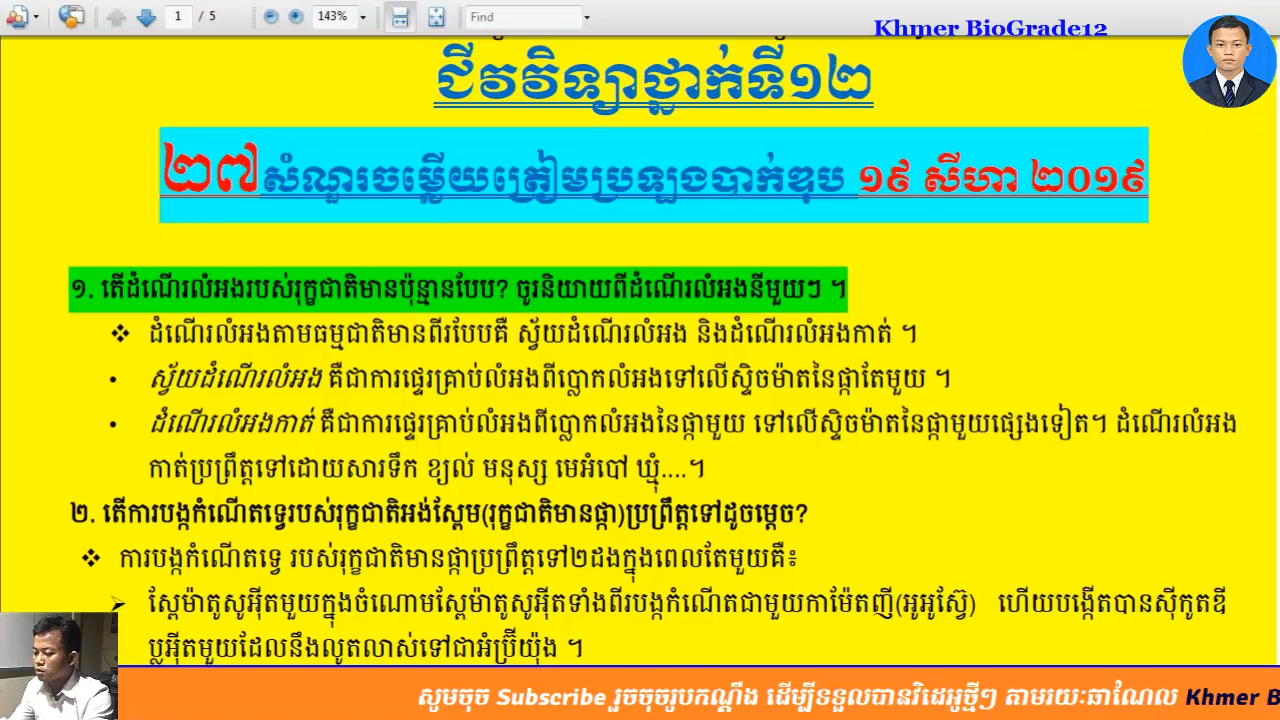 1 / 5 143% Find
Khmer BioGrade12
ជីវវិទ្យាថ្នាក់ទី១២
២៧សំណួរចម្លើយត្រៀមប្រឡងបាក់ឌុប ១៩ សីហា ២០១៩
១. តើដំណើរលំអងរបស់រុក្ខជាតិមានប៉ុន្មានបែប? ចូរនិយាយពីដំណើរលំអងនីមួយៗ ។
❖ ដំណើរលំអងតាមធម្មជាតិមានពីរបែបគឺ ស្វ័យដំណើរលំអង និងដំណើរលំអងកាត់ ។
• ស្វ័យដំណើរលំអង គឺជាការផ្ទេរគ្រាប់លំអងពីប្លោកលំអងទៅលើស្ទិចម៉ាតនៃផ្កាតែមួយ ។
• ដំណើរលំអងកាត់ គឺជាការផ្ទេរគ្រាប់លំអងពីប្លោកលំអងនៃផ្កាមួយ ទៅលើស្ទិចម៉ាតនៃផ្កាមួយផ្សេងទៀត។ ដំណើរលំអង
កាត់ប្រព្រឹត្តទៅដោយសារទឹក ខ្យល់ មនុស្ស មេអំបៅ ឃ្មុំ....។
២. តើការបង្កកំណើតទ្វេរបស់រុក្ខជាតិអង់ស្ពែម(រុក្ខជាតិមានផ្កា)ប្រព្រឹត្តទៅដូចម្តេច?
❖ ការបង្កកំណើតទ្វេ របស់រុក្ខជាតិមានផ្កាប្រព្រឹត្តទៅ២ដងក្នុងពេលតែមួយគឺ៖
➢ ស្ពែម៉ាតូសូអ៊ីតមួយក្នុងចំណោមស្ពែម៉ាតូសូអ៊ីតទាំងពីរបង្កកំណើតជាមួយកាម៉ែតញី(អូអូស្វ៊ែ) ហើយបង្កើតបានស៊ីកូតឌី
ប្លូអ៊ីតមួយដែលនឹងលូតលាស់ទៅជាអំប្រ៊ីយ៉ុង ។
សូមចុច Subscribe រួចចុចរូបកណ្ដឹង ដើម្បីទទួលបានវិដេអូថ្មីៗ តាមរយៈឆាណែល Khmer B